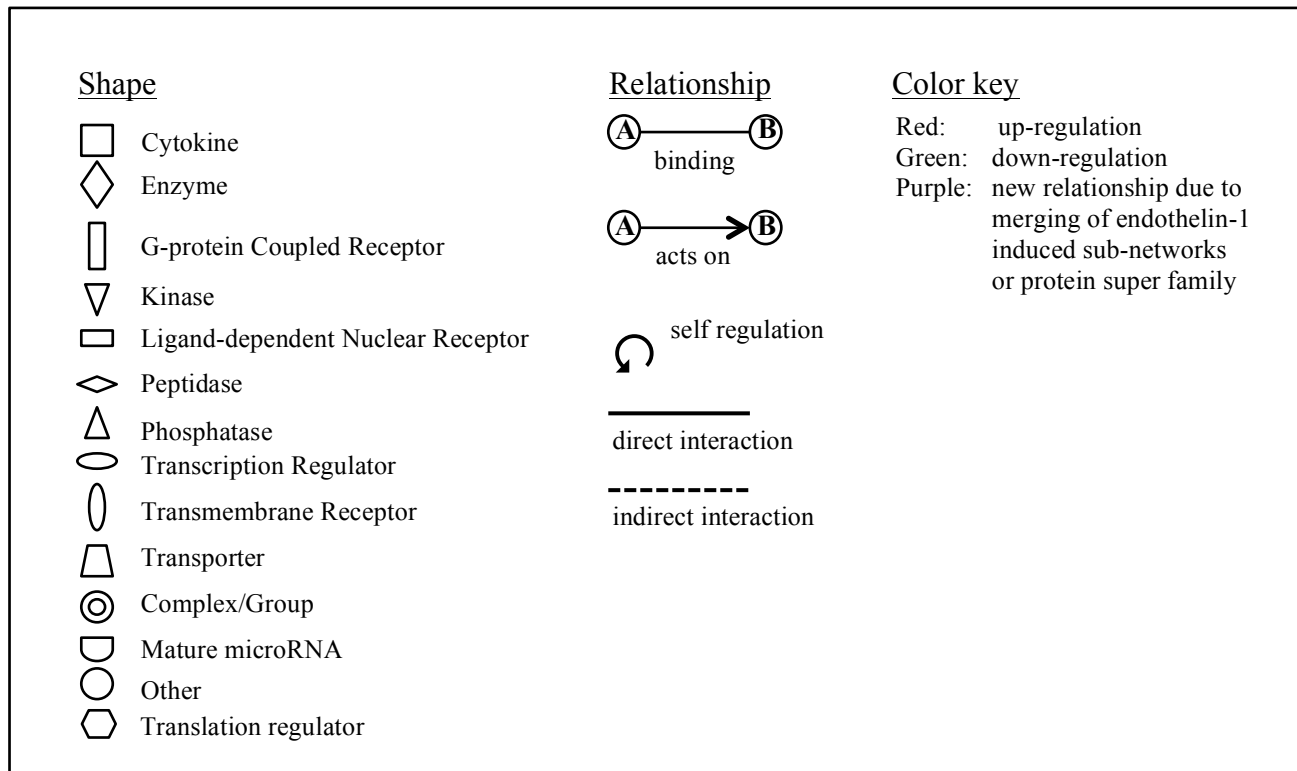 Shape
Cytokine
Enzyme
G-protein Coupled Receptor
Kinase
Ligand-dependent Nuclear Receptor
Peptidase
Phosphatase
Transcription Regulator
Transmembrane Receptor
Transporter
Complex/Group
Mature microRNA
Other
Translation regulator
Relationship
A B
binding
A B
acts on
self regulation
direct interaction
indirect interaction
Color key
Red: up-regulation
Green: down-regulation
Purple: new relationship due to
merging of endothelin-1
induced sub-networks
or protein super family